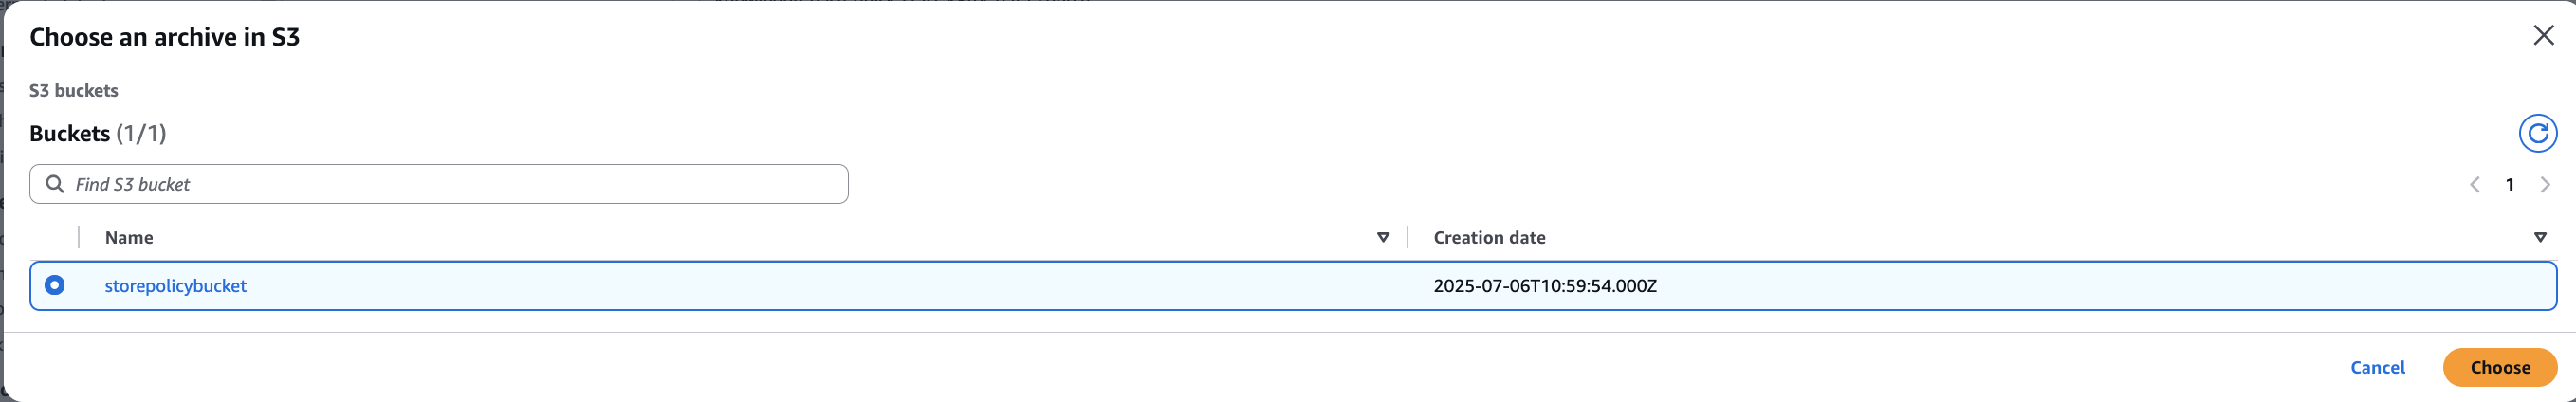 Choose an archive in S3
S3 buckets
Buckets (1/1)
Find S3 bucket
1
Name
Creation date
storepolicybucket
2025-07-06T10:59:54.000Z
Cancel
Choose